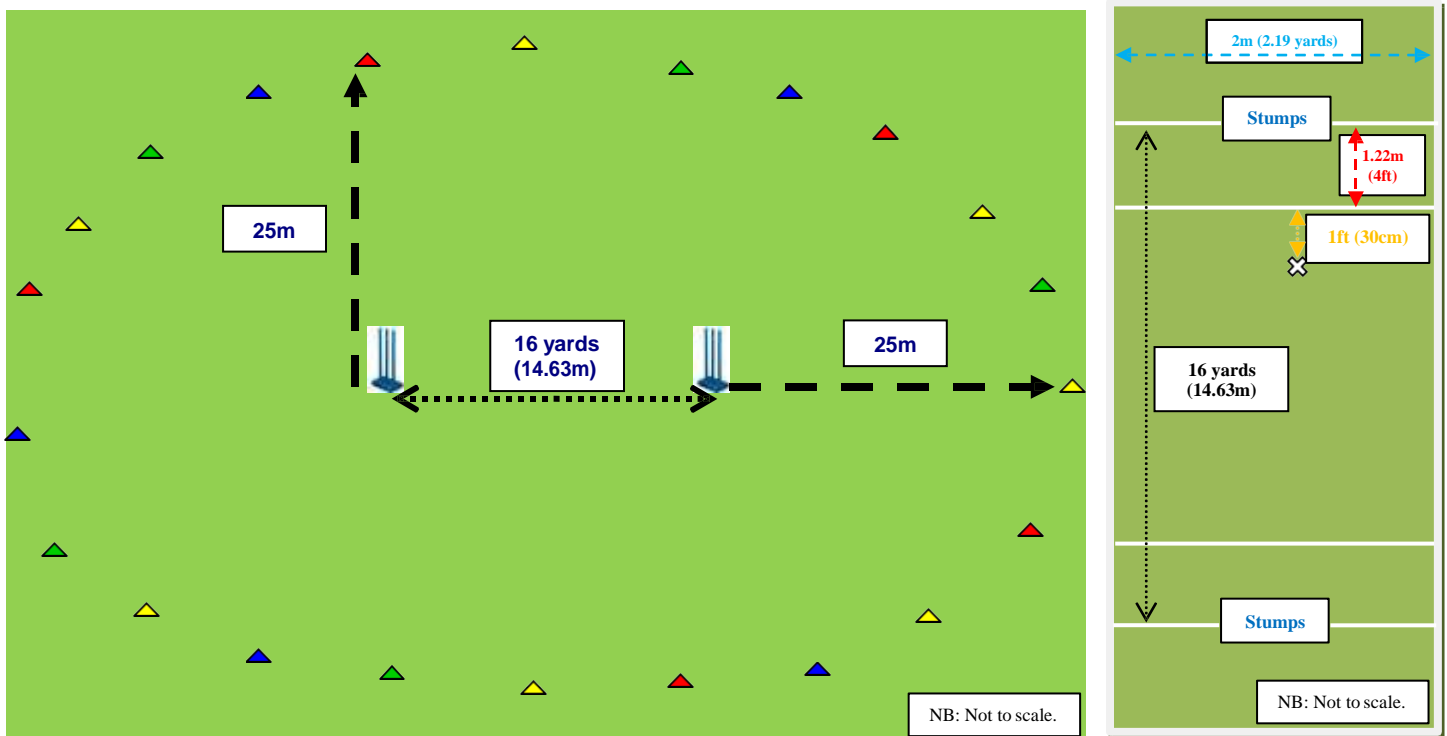 25m
16 yards
(14.63m)
25m
NB: Not to scale.
2m (2.19 yards)
Stumps
1.22m
(4ft)
1ft (30cm)
16 yards
(14.63m)
Stumps
NB: Not to scale.